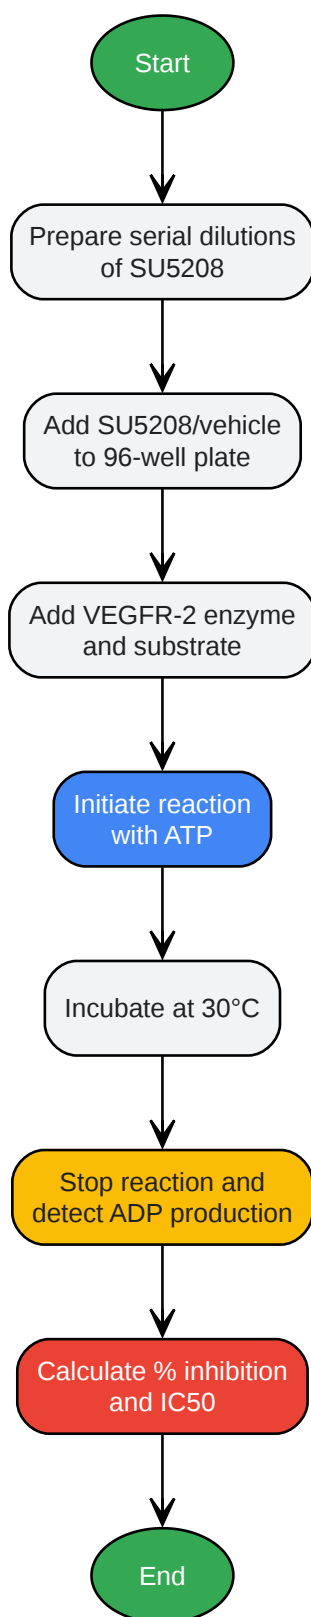 Start
Prepare serial dilutions
of SU5208
Add SU5208/vehicle
to 96-well plate
Add VEGFR-2 enzyme
and substrate
Initiate reaction
with ATP
Incubate at 30°C
Stop reaction and
detect ADP production
Calculate % inhibition
and IC50
End